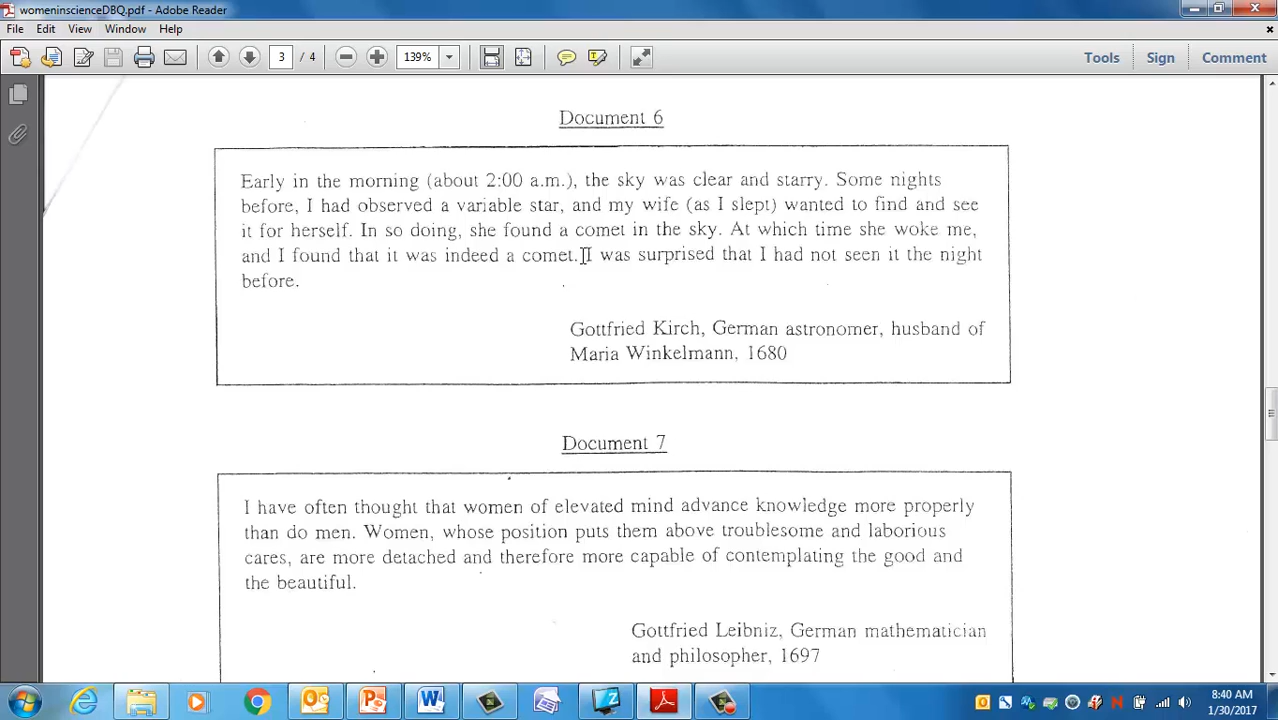 womeninscienceDBQ.pdf - Adobe Reader
File Edit View Window Help
3 / 4 139% Tools Sign Comment
Document 6
Early in the morning (about 2:00 a.m.), the sky was clear and starry. Some nights
before, I had observed a variable star, and my wife (as I slept) wanted to find and see
it for herself. In so doing, she found a comet in the sky. At which time she woke me,
and I found that it was indeed a comet. I was surprised that I had not seen it the night
before.
Gottfried Kirch, German astronomer, husband of
Maria Winkelmann, 1680
Document 7
I have often thought that women of elevated mind advance knowledge more properly
than do men. Women, whose position puts them above troublesome and laborious
cares, are more detached and therefore more capable of contemplating the good and
the beautiful.
Gottfried Leibniz, German mathematician
and philosopher, 1697
8:40 AM
1/30/2017